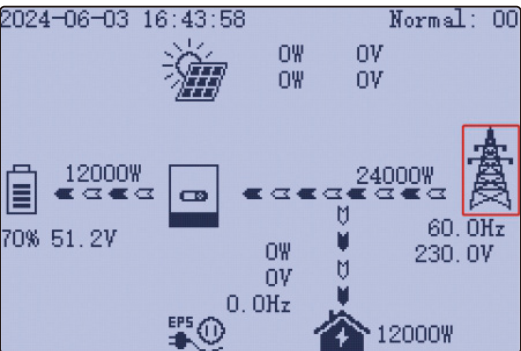 2024-06-03 16:43:58 Normal: 00
0W 0V
0W 0V
12000W 24000W
70% 51.2V
60.0Hz
230.0V
0W
0V
0.0Hz
EPS
12000W